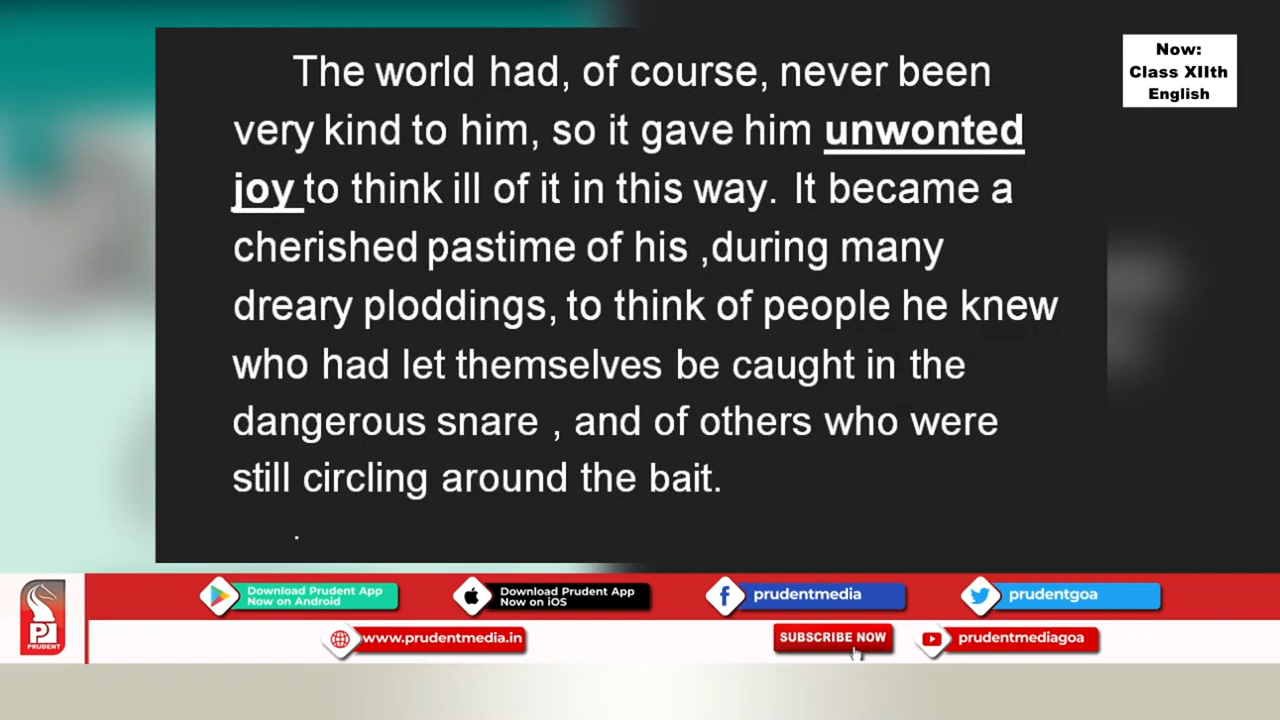 Now:
Class XIIth
English
The world had, of course, never been
very kind to him, so it gave him unwonted
joy to think ill of it in this way. It became a
cherished pastime of his ,during many
dreary ploddings, to think of people he knew
who had let themselves be caught in the
dangerous snare , and of others who were
still circling around the bait.
.
PRUDENT
Download Prudent App
Now on Android
Download Prudent App
Now on iOS
prudentmedia
prudentgoa
www.prudentmedia.in
SUBSCRIBE NOW
prudentmediagoa